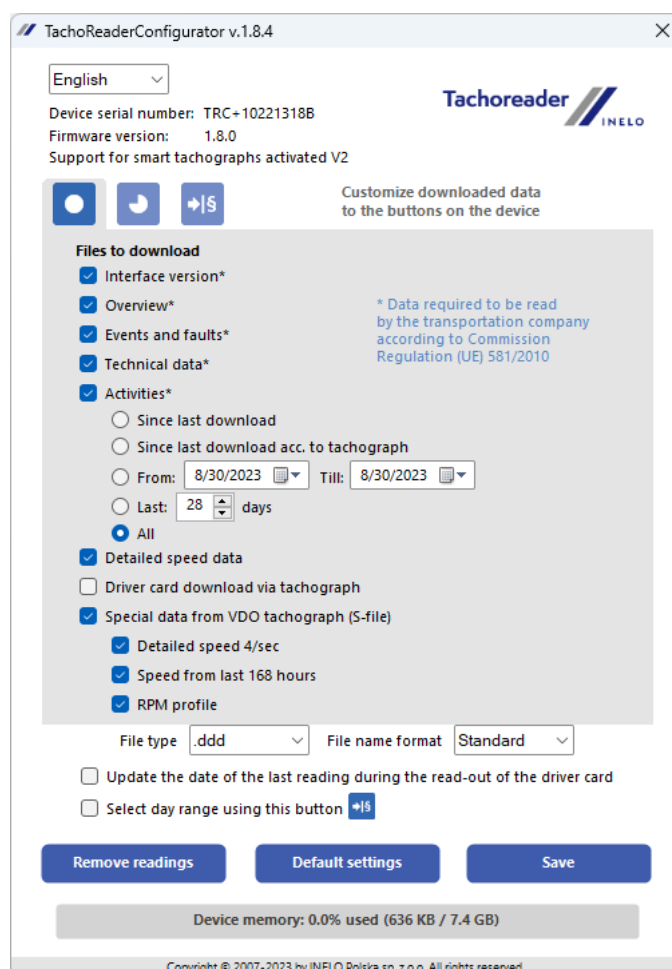 TachoReaderConfigurator v.1.8.4
English
Tachoreader
INELO
Device serial number: TRC+10221318B
Firmware version: 1.8.0
Support for smart tachographs activated V2
Customize downloaded data
to the buttons on the device
Files to download
Interface version*
Overview*
* Data required to be read
by the transportation company
according to Commission
Regulation (UE) 581/2010
Events and faults*
Technical data*
Activities*
Since last download
Since last download acc. to tachograph
From: 8/30/2023 Till: 8/30/2023
Last: 28 days
All
Detailed speed data
Driver card download via tachograph
Special data from VDO tachograph (S-file)
Detailed speed 4/sec
Speed from last 168 hours
RPM profile
File type .ddd File name format Standard
Update the date of the last reading during the read-out of the driver card
Select day range using this button
Remove readings Default settings Save
Device memory: 0.0% used (636 KB / 7.4 GB)
Copyright © 2007-2023 by INELO Polska sp. z o.o. All rights reserved